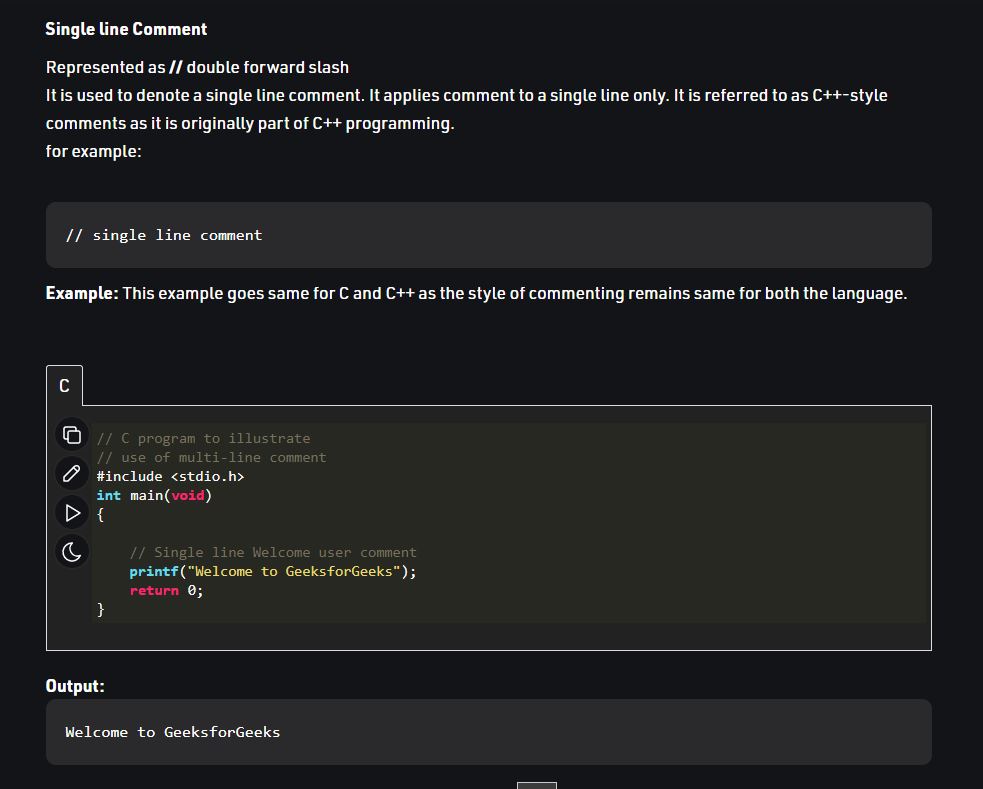 Single line Comment
Represented as // double forward slash
It is used to denote a single line comment. It applies comment to a single line only. It is referred to as C++-style
comments as it is originally part of C++ programming.
for example:
// single line comment
Example: This example goes same for C and C++ as the style of commenting remains same for both the language.
C
// C program to illustrate
// use of multi-line comment
#include <stdio.h>
int main(void)
{
    // Single line Welcome user comment
    printf("Welcome to GeeksforGeeks");
    return 0;
}
Output:
Welcome to GeeksforGeeks